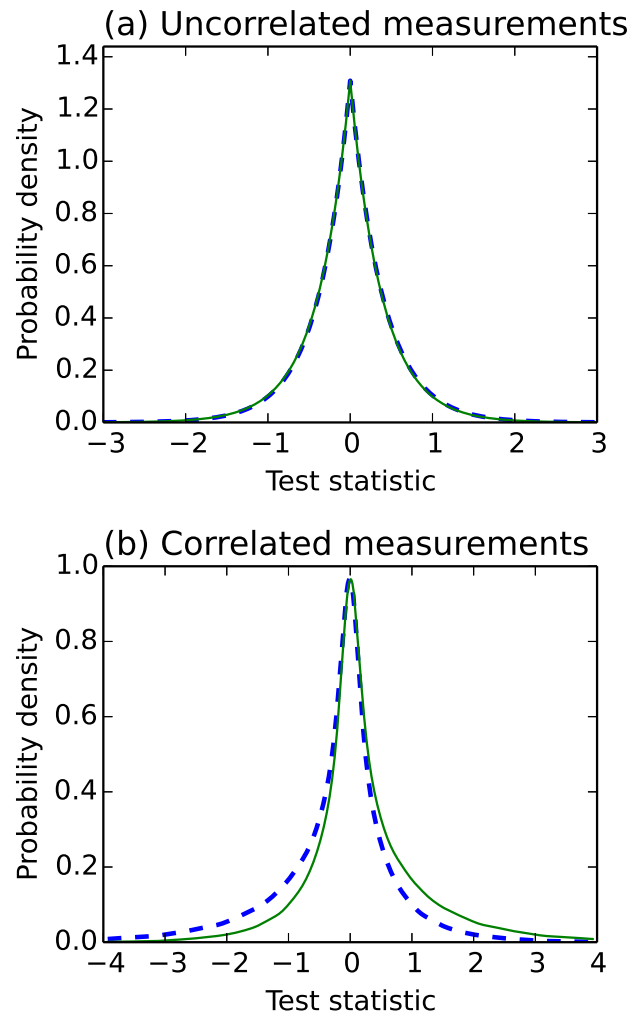 (a) Uncorrelated measurements
1.4
1.2
1.0
0.8
0.6
0.4
0.2
0.0
Probability density
−3 −2 −1 0 1 2 3
Test statistic
(b) Correlated measurements
1.0
0.8
0.6
0.4
0.2
0.0
Probability density
−4 −3 −2 −1 0 1 2 3 4
Test statistic